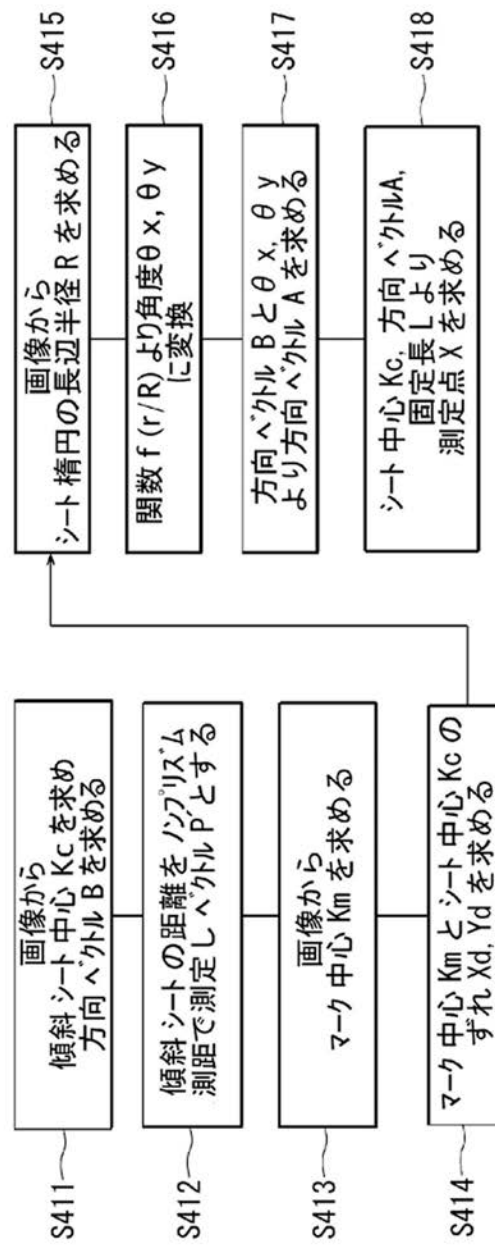 S411
画像から
傾斜シート中心 Kc を求め
方向ベクトル B を求める
S412
傾斜シートの距離をノンプリズム
測距で測定しベクトル P' とする
S413
画像から
マーク中心 Km を求める
S414
マーク中心 Km とシート中心 Kc の
ずれ Xd, Yd を求める
S415
画像から
シート楕円の長辺半径 R を求める
S416
関数 f (r/R) より角度 θx, θy
に変換
S417
方向ベクトル B と θx, θy
より方向ベクトル A を求める
S418
シート中心 Kc, 方向ベクトルA,
固定長 L より
測定点 X を求める